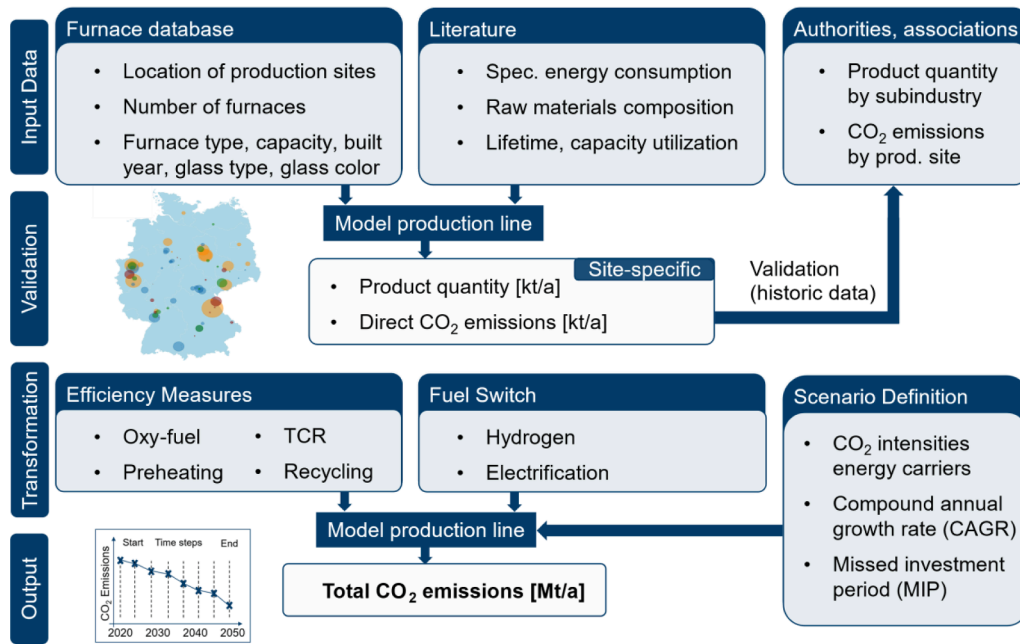 Input Data
Furnace database
• Location of production sites
• Number of furnaces
• Furnace type, capacity, built
year, glass type, glass color
Literature
• Spec. energy consumption
• Raw materials composition
• Lifetime, capacity utilization
Authorities, associations
• Product quantity
by subindustry
• CO₂ emissions
by prod. site
Validation
Model production line
Site-specific
• Product quantity [kt/a]
• Direct CO₂ emissions [kt/a]
Validation
(historic data)
Transformation
Efficiency Measures
• Oxy-fuel
• TCR
• Preheating
• Recycling
Fuel Switch
• Hydrogen
• Electrification
Scenario Definition
• CO₂ intensities
energy carriers
• Compound annual
growth rate (CAGR)
• Missed investment
period (MIP)
Model production line
Output
CO₂ Emissions
Start Time steps End
2020 2030 2040 2050
Total CO₂ emissions [Mt/a]